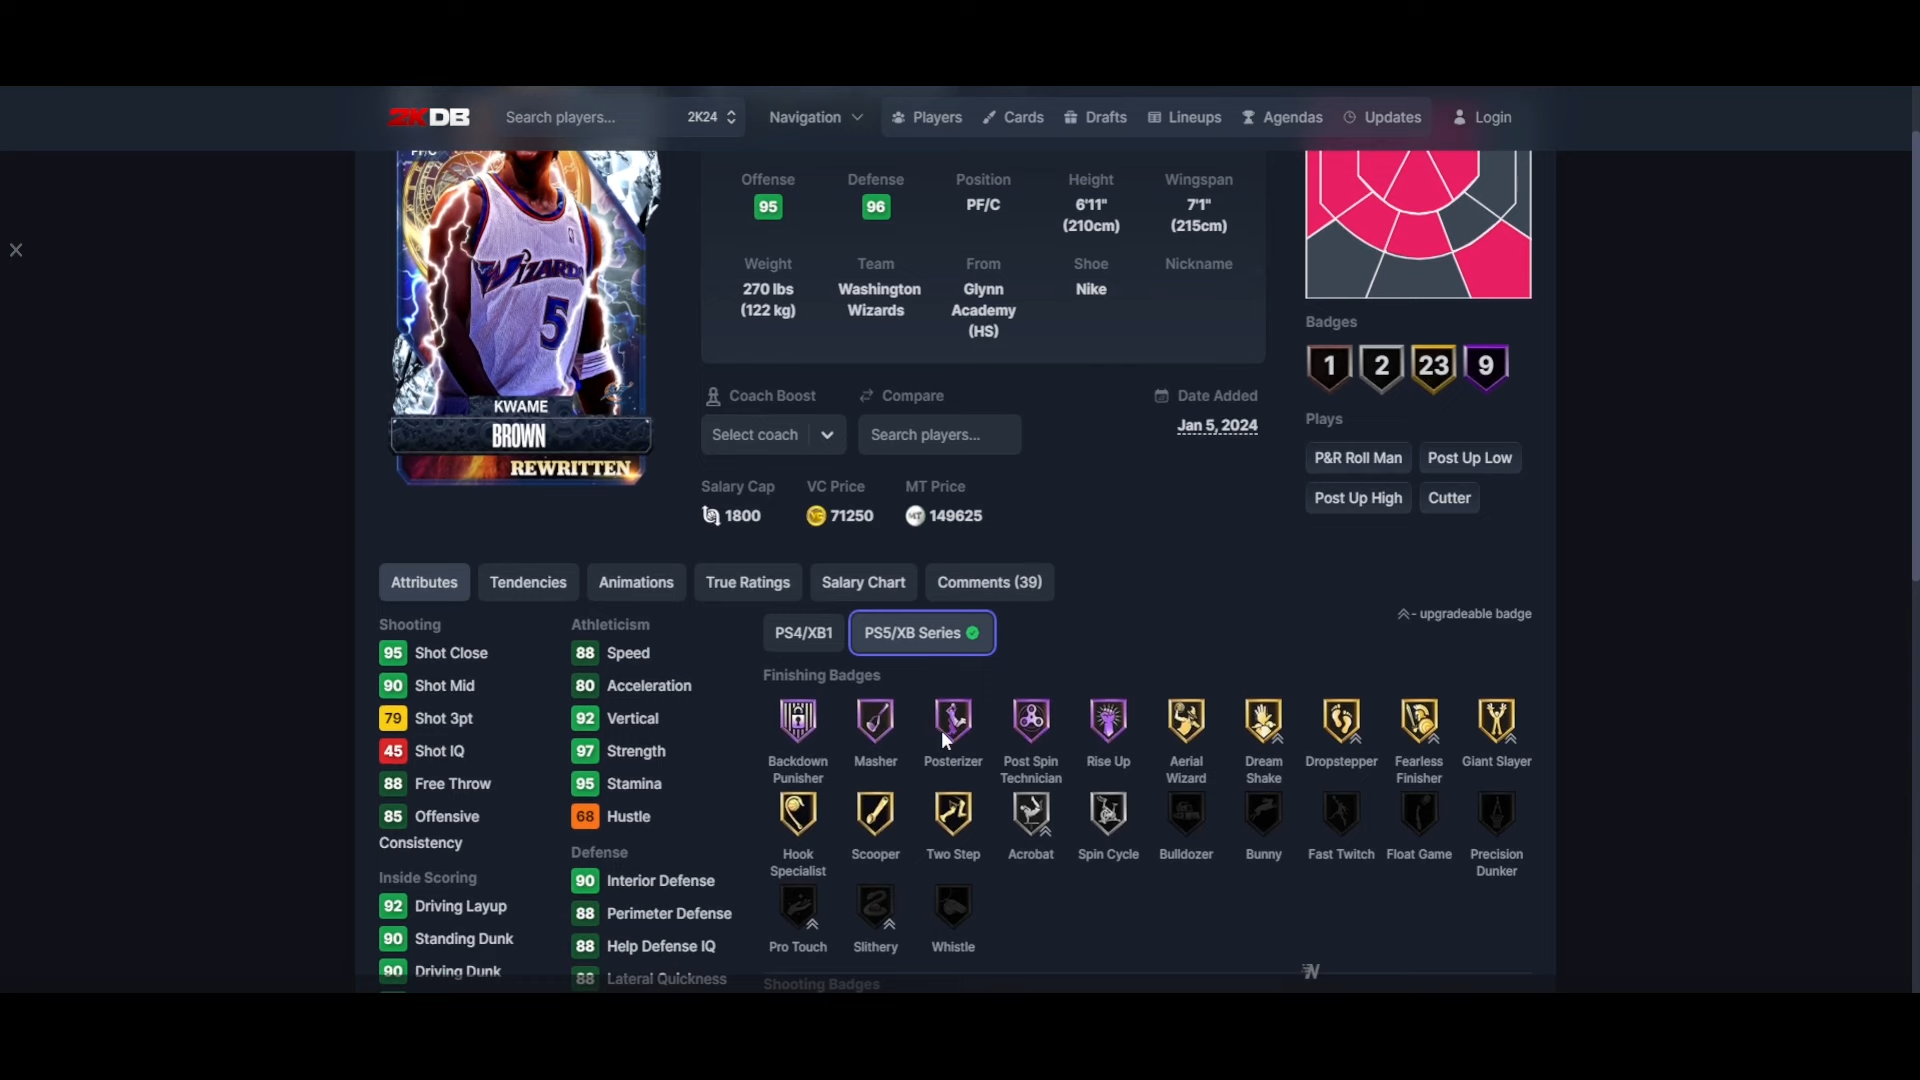 2KDB
Search players...
2K24
Navigation
Players
Cards
Drafts
Lineups
Agendas
Updates
Login
PF/C
WIZARDS
5
KWAME
BROWN
REWRITTEN
Offense
Defense
Position
Height
Wingspan
95
96
PF/C
6'11"
(210cm)
7'1"
(215cm)
Weight
Team
From
Shoe
Nickname
270 lbs
(122 kg)
Washington
Wizards
Glynn
Academy
(HS)
Nike
Coach Boost
Compare
Date Added
Select coach
Search players...
Jan 5, 2024
Salary Cap
VC Price
MT Price
1800
71250
149625
Badges
1
2
23
9
Plays
P&R Roll Man
Post Up Low
Post Up High
Cutter
Attributes
Tendencies
Animations
True Ratings
Salary Chart
Comments (39)
- upgradeable badge
Shooting
95 Shot Close
90 Shot Mid
79 Shot 3pt
45 Shot IQ
88 Free Throw
85 Offensive
Consistency
Inside Scoring
92 Driving Layup
90 Standing Dunk
90 Driving Dunk
Athleticism
88 Speed
80 Acceleration
92 Vertical
97 Strength
95 Stamina
68 Hustle
Defense
90 Interior Defense
88 Perimeter Defense
88 Help Defense IQ
88 Lateral Quickness
PS4/XB1
PS5/XB Series
Finishing Badges
Backdown
Punisher
Masher
Posterizer
Post Spin
Technician
Rise Up
Aerial
Wizard
Dream
Shake
Dropstepper
Fearless
Finisher
Giant Slayer
Hook
Specialist
Scooper
Two Step
Acrobat
Spin Cycle
Bulldozer
Bunny
Fast Twitch
Float Game
Precision
Dunker
Pro Touch
Slithery
Whistle
Shooting Badges